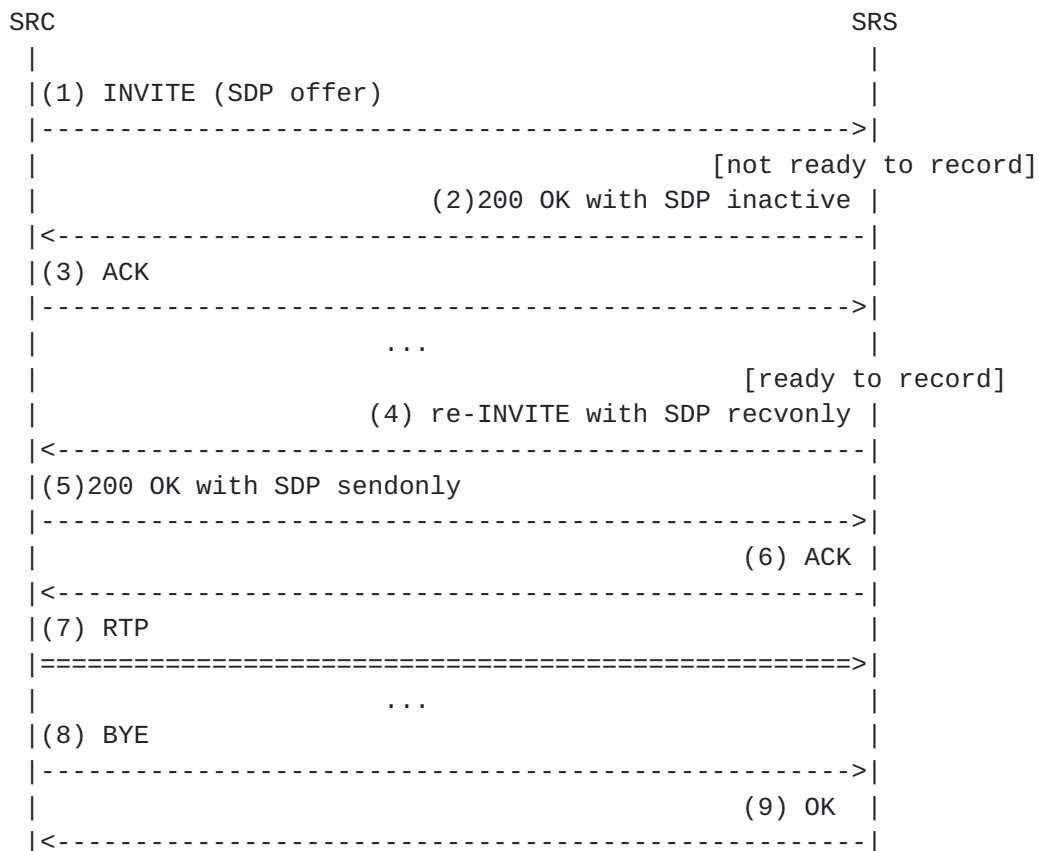 SRC SRS
(1) INVITE (SDP offer)
[not ready to record]
(2)200 OK with SDP inactive
(3) ACK
...
[ready to record]
(4) re-INVITE with SDP recvonly
(5)200 OK with SDP sendonly
(6) ACK
(7) RTP
...
(8) BYE
(9) OK